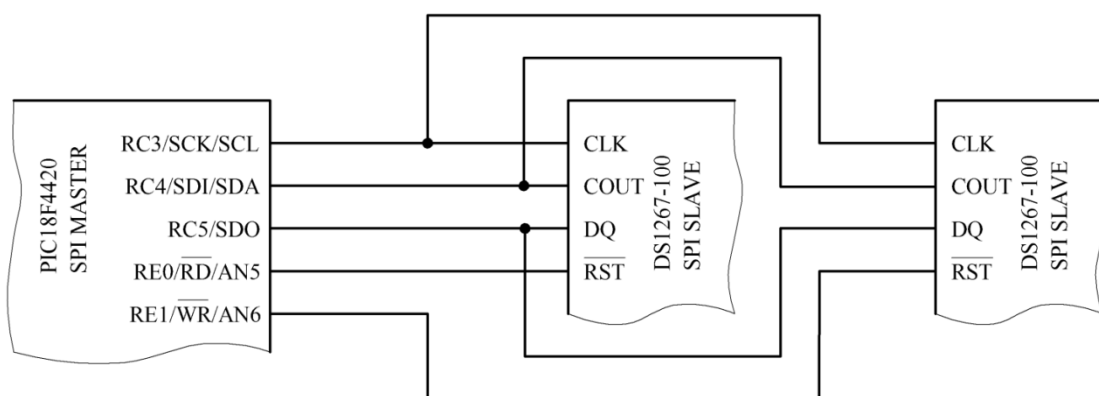 PIC18F4420
SPI MASTER
RC3/SCK/SCL
RC4/SDI/SDA
RC5/SDO
RE0/RD/AN5
RE1/WR/AN6
CLK
COUT
DQ
RST
DS1267-100
SPI SLAVE
CLK
COUT
DQ
RST
DS1267-100
SPI SLAVE